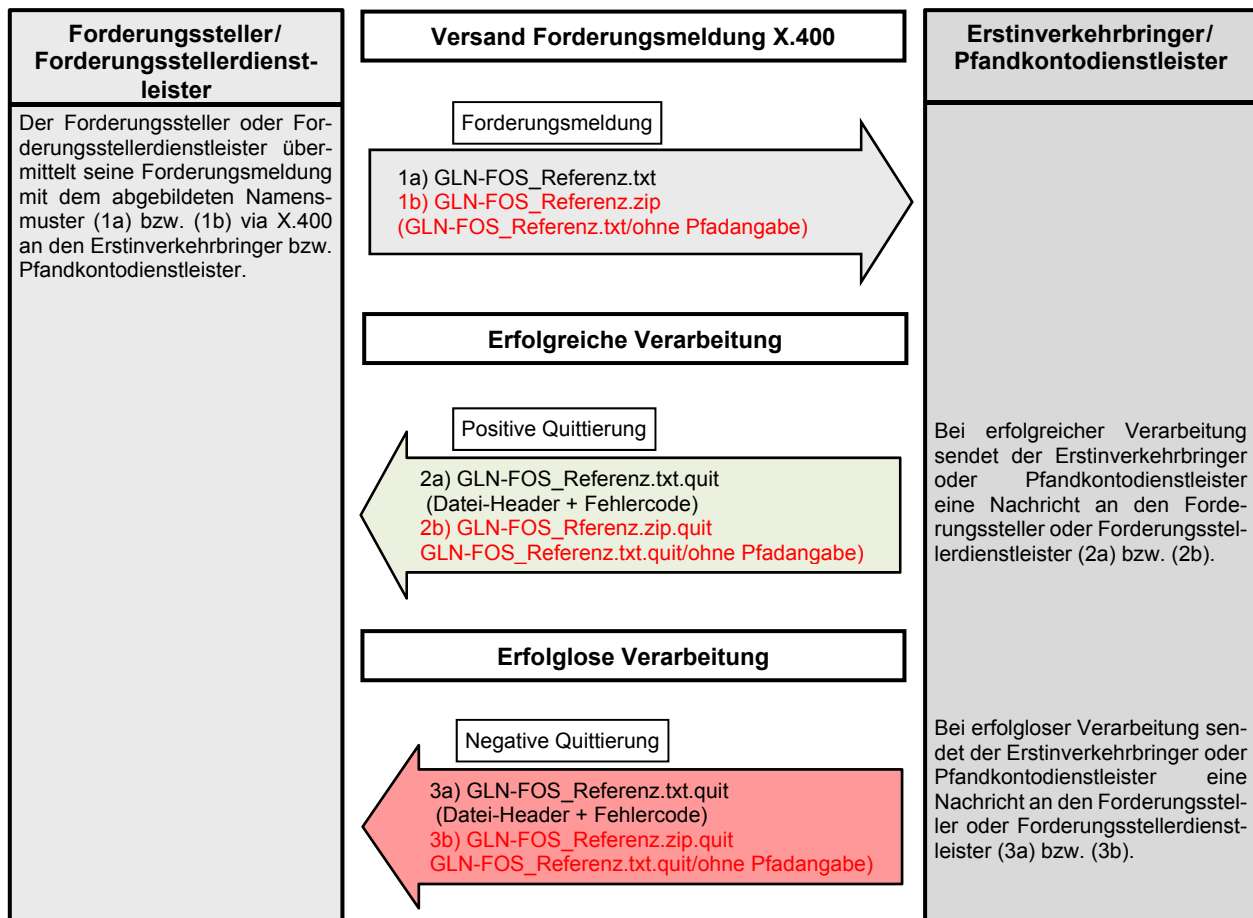 Forderungssteller/
Forderungsstellerdienst-
leister
Der Forderungssteller oder For-
derungsstellerdienstleister über-
mittelt seine Forderungsmeldung
mit dem abgebildeten Namens-
muster (1a) bzw. (1b) via X.400
an den Erstinverkehrbringer bzw.
Pfandkontodienstleister.
Versand Forderungsmeldung X.400
Forderungsmeldung
1a) GLN-FOS_Referenz.txt
1b) GLN-FOS_Referenz.zip
(GLN-FOS_Referenz.txt/ohne Pfadangabe)
Erfolgreiche Verarbeitung
Positive Quittierung
2a) GLN-FOS_Referenz.txt.quit
(Datei-Header + Fehlercode)
2b) GLN-FOS_Rferenz.zip.quit
GLN-FOS_Referenz.txt.quit/ohne Pfadangabe)
Erfolglose Verarbeitung
Negative Quittierung
3a) GLN-FOS_Referenz.txt.quit
(Datei-Header + Fehlercode)
3b) GLN-FOS_Referenz.zip.quit
GLN-FOS_Referenz.txt.quit/ohne Pfadangabe)
Erstinverkehrbringer/
Pfandkontodienstleister
Bei erfolgreicher Verarbeitung
sendet der Erstinverkehrbringer
oder Pfandkontodienstleister
eine Nachricht an den Forde-
rungssteller oder Forderungsstel-
lerdienstleister (2a) bzw. (2b).
Bei erfolgloser Verarbeitung sen-
det der Erstinverkehrbringer oder
Pfandkontodienstleister eine
Nachricht an den Forderungsstel-
ler oder Forderungsstellerdienst-
leister (3a) bzw. (3b).